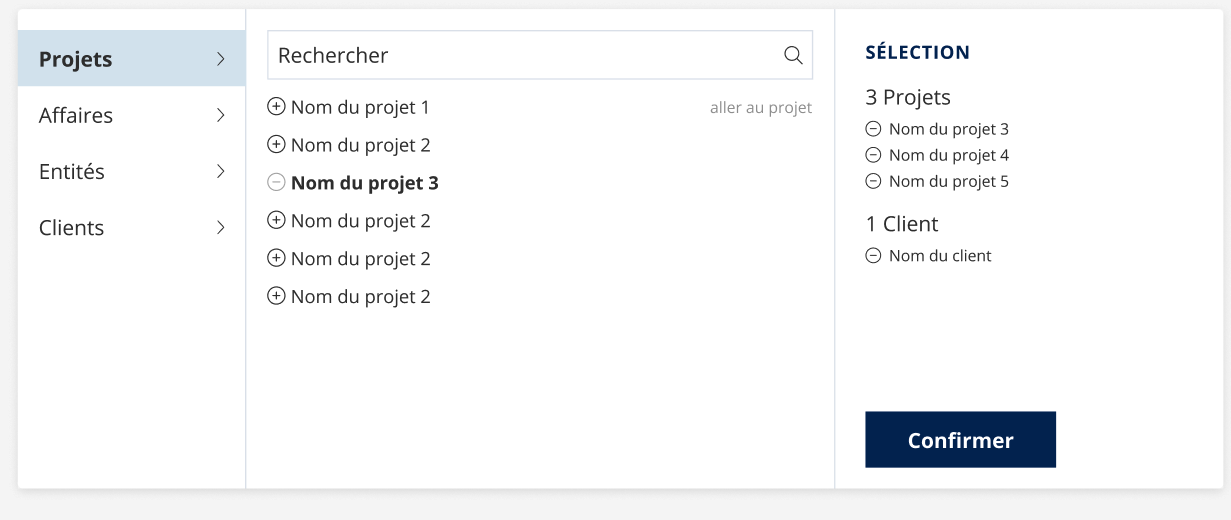 Projets
Affaires
Entités
Clients
Rechercher
Nom du projet 1 aller au projet
Nom du projet 2
Nom du projet 3
Nom du projet 2
Nom du projet 2
Nom du projet 2
SÉLECTION
3 Projets
Nom du projet 3
Nom du projet 4
Nom du projet 5
1 Client
Nom du client
Confirmer